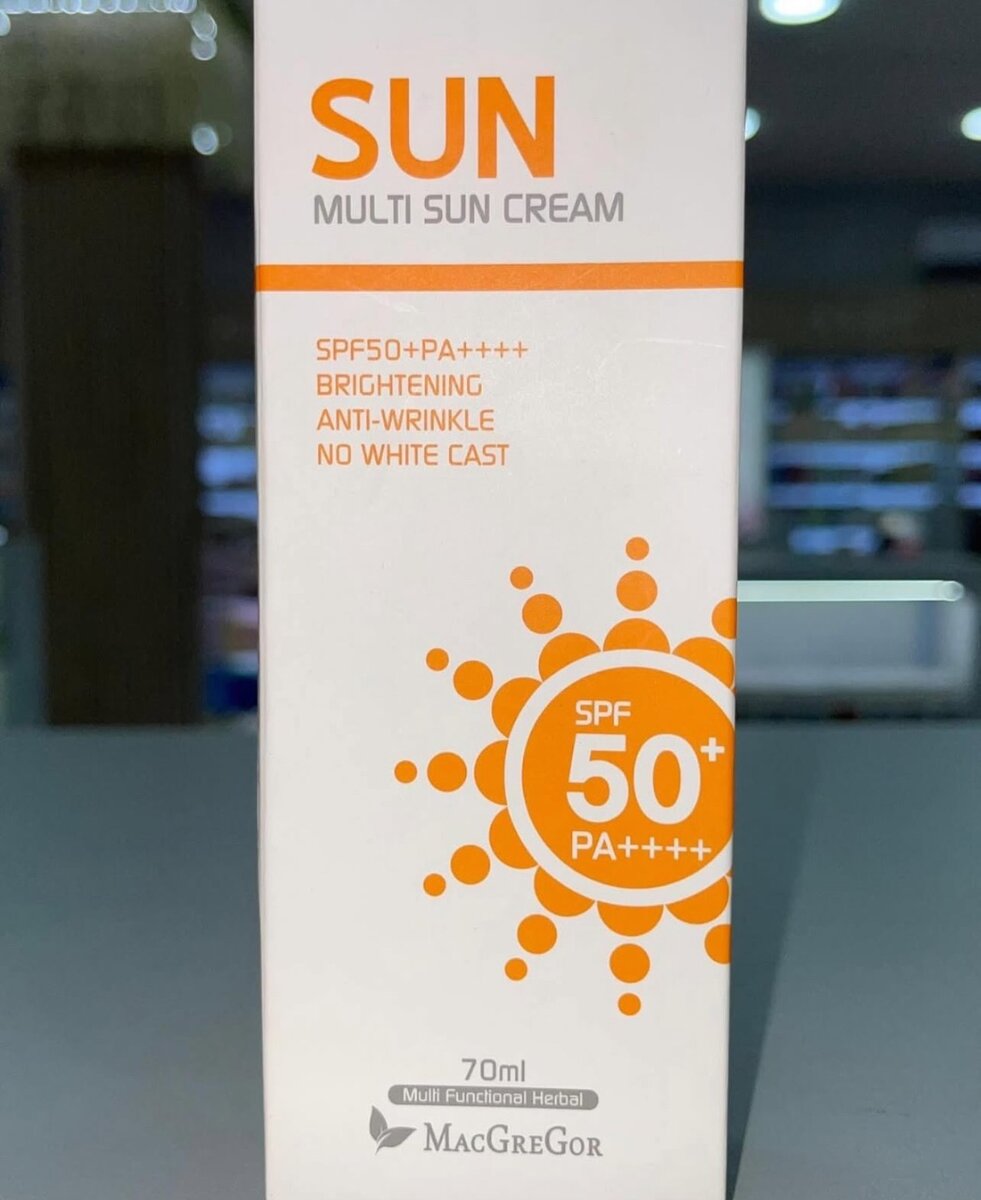 SUN
MULTI SUN CREAM
SPF50+PA++++
BRIGHTENING
ANTI-WRINKLE
NO WHITE CAST
SPF
50+
PA++++
70ml
Multi Functional Herbal
MACGREGOR